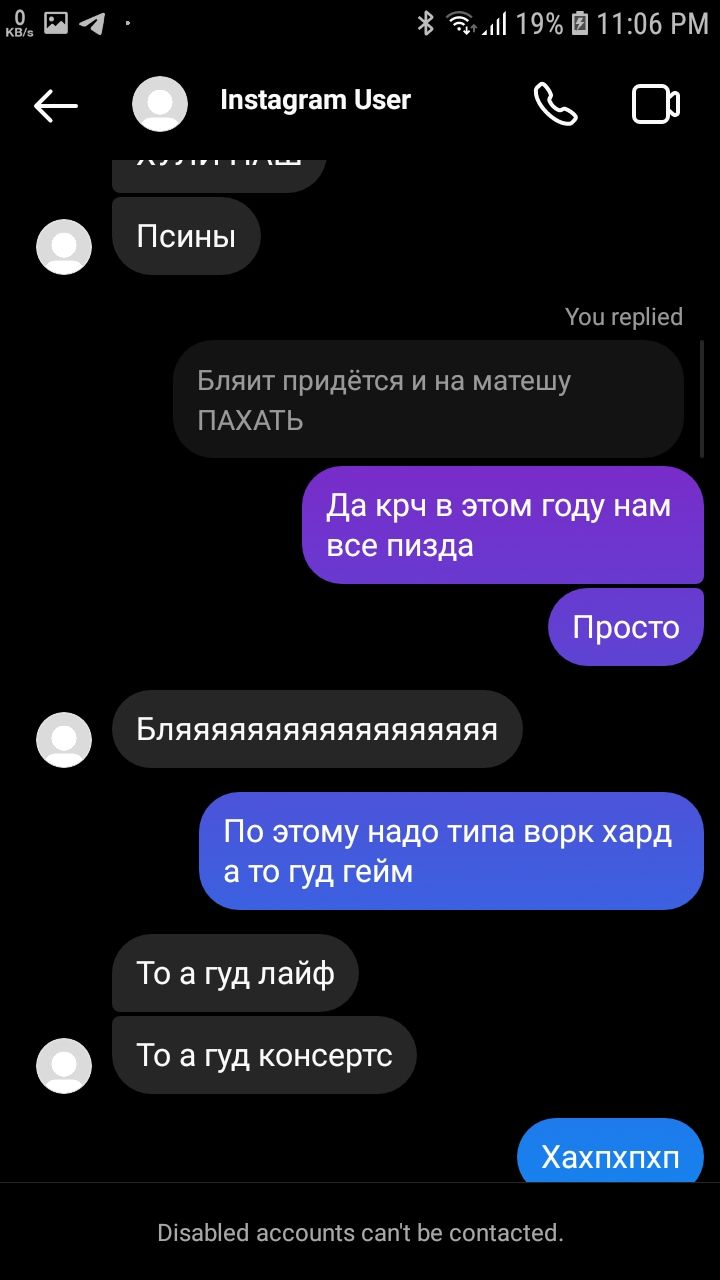 0
KB/s
19% 11:06 PM
Instagram User
ХУЛИ НАШ
Псины
You replied
Бляит придётся и на матешу
ПАХАТЬ
Да крч в этом году нам
все пизда
Просто
Бляяяяяяяяяяяяяяяяяя
По этому надо типа ворк хард
а то гуд гейм
То а гуд лайф
То а гуд консертс
Хахпхпхп
Disabled accounts can't be contacted.